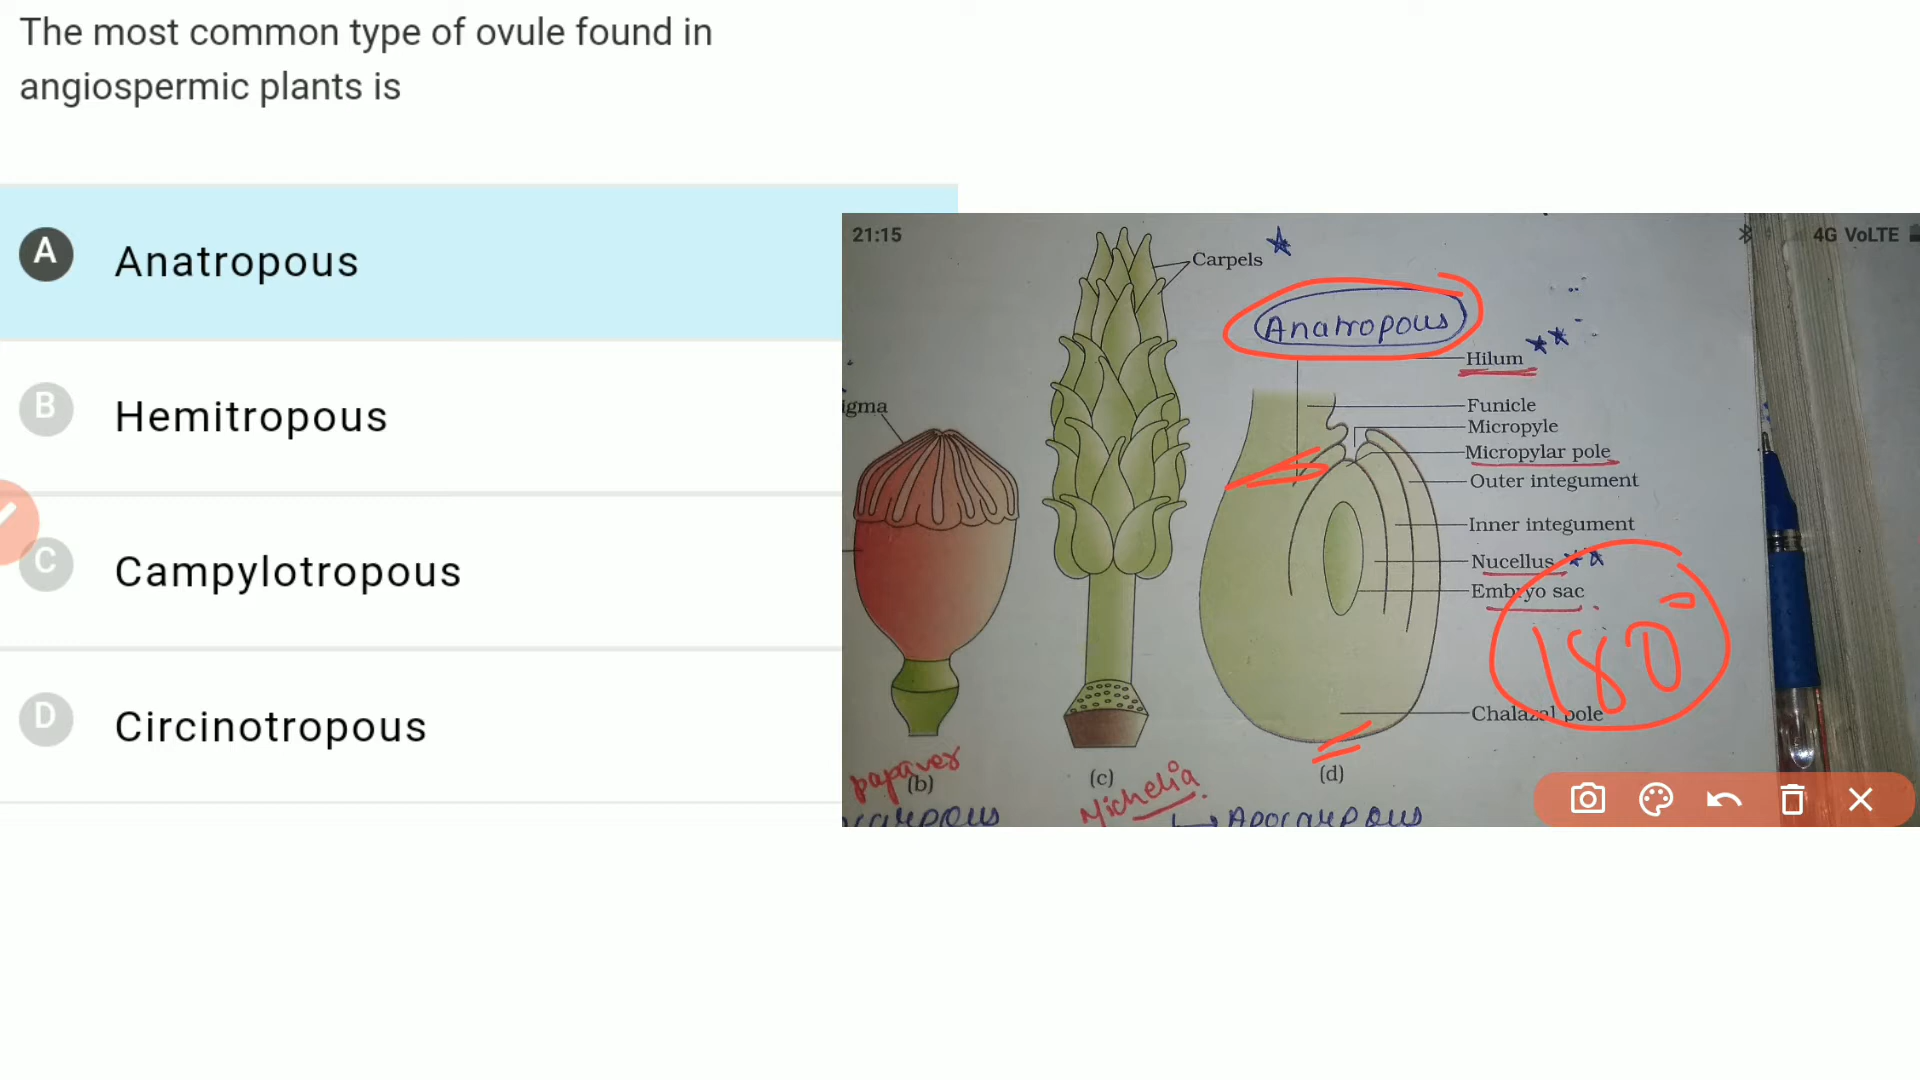 The most common type of ovule found in
angiospermic plants is
A Anatropous
B Hemitropous
C Campylotropous
D Circinotropous
21:15
4G VoLTE
Carpels
Anatropous
Hilum
igma
Funicle
Micropyle
Micropylar pole
Outer integument
Inner integument
Nucellus
Embryo sac
180°
Chalazal pole
papaver
(b)
(c)
Michelia
(d)
Apocarpous